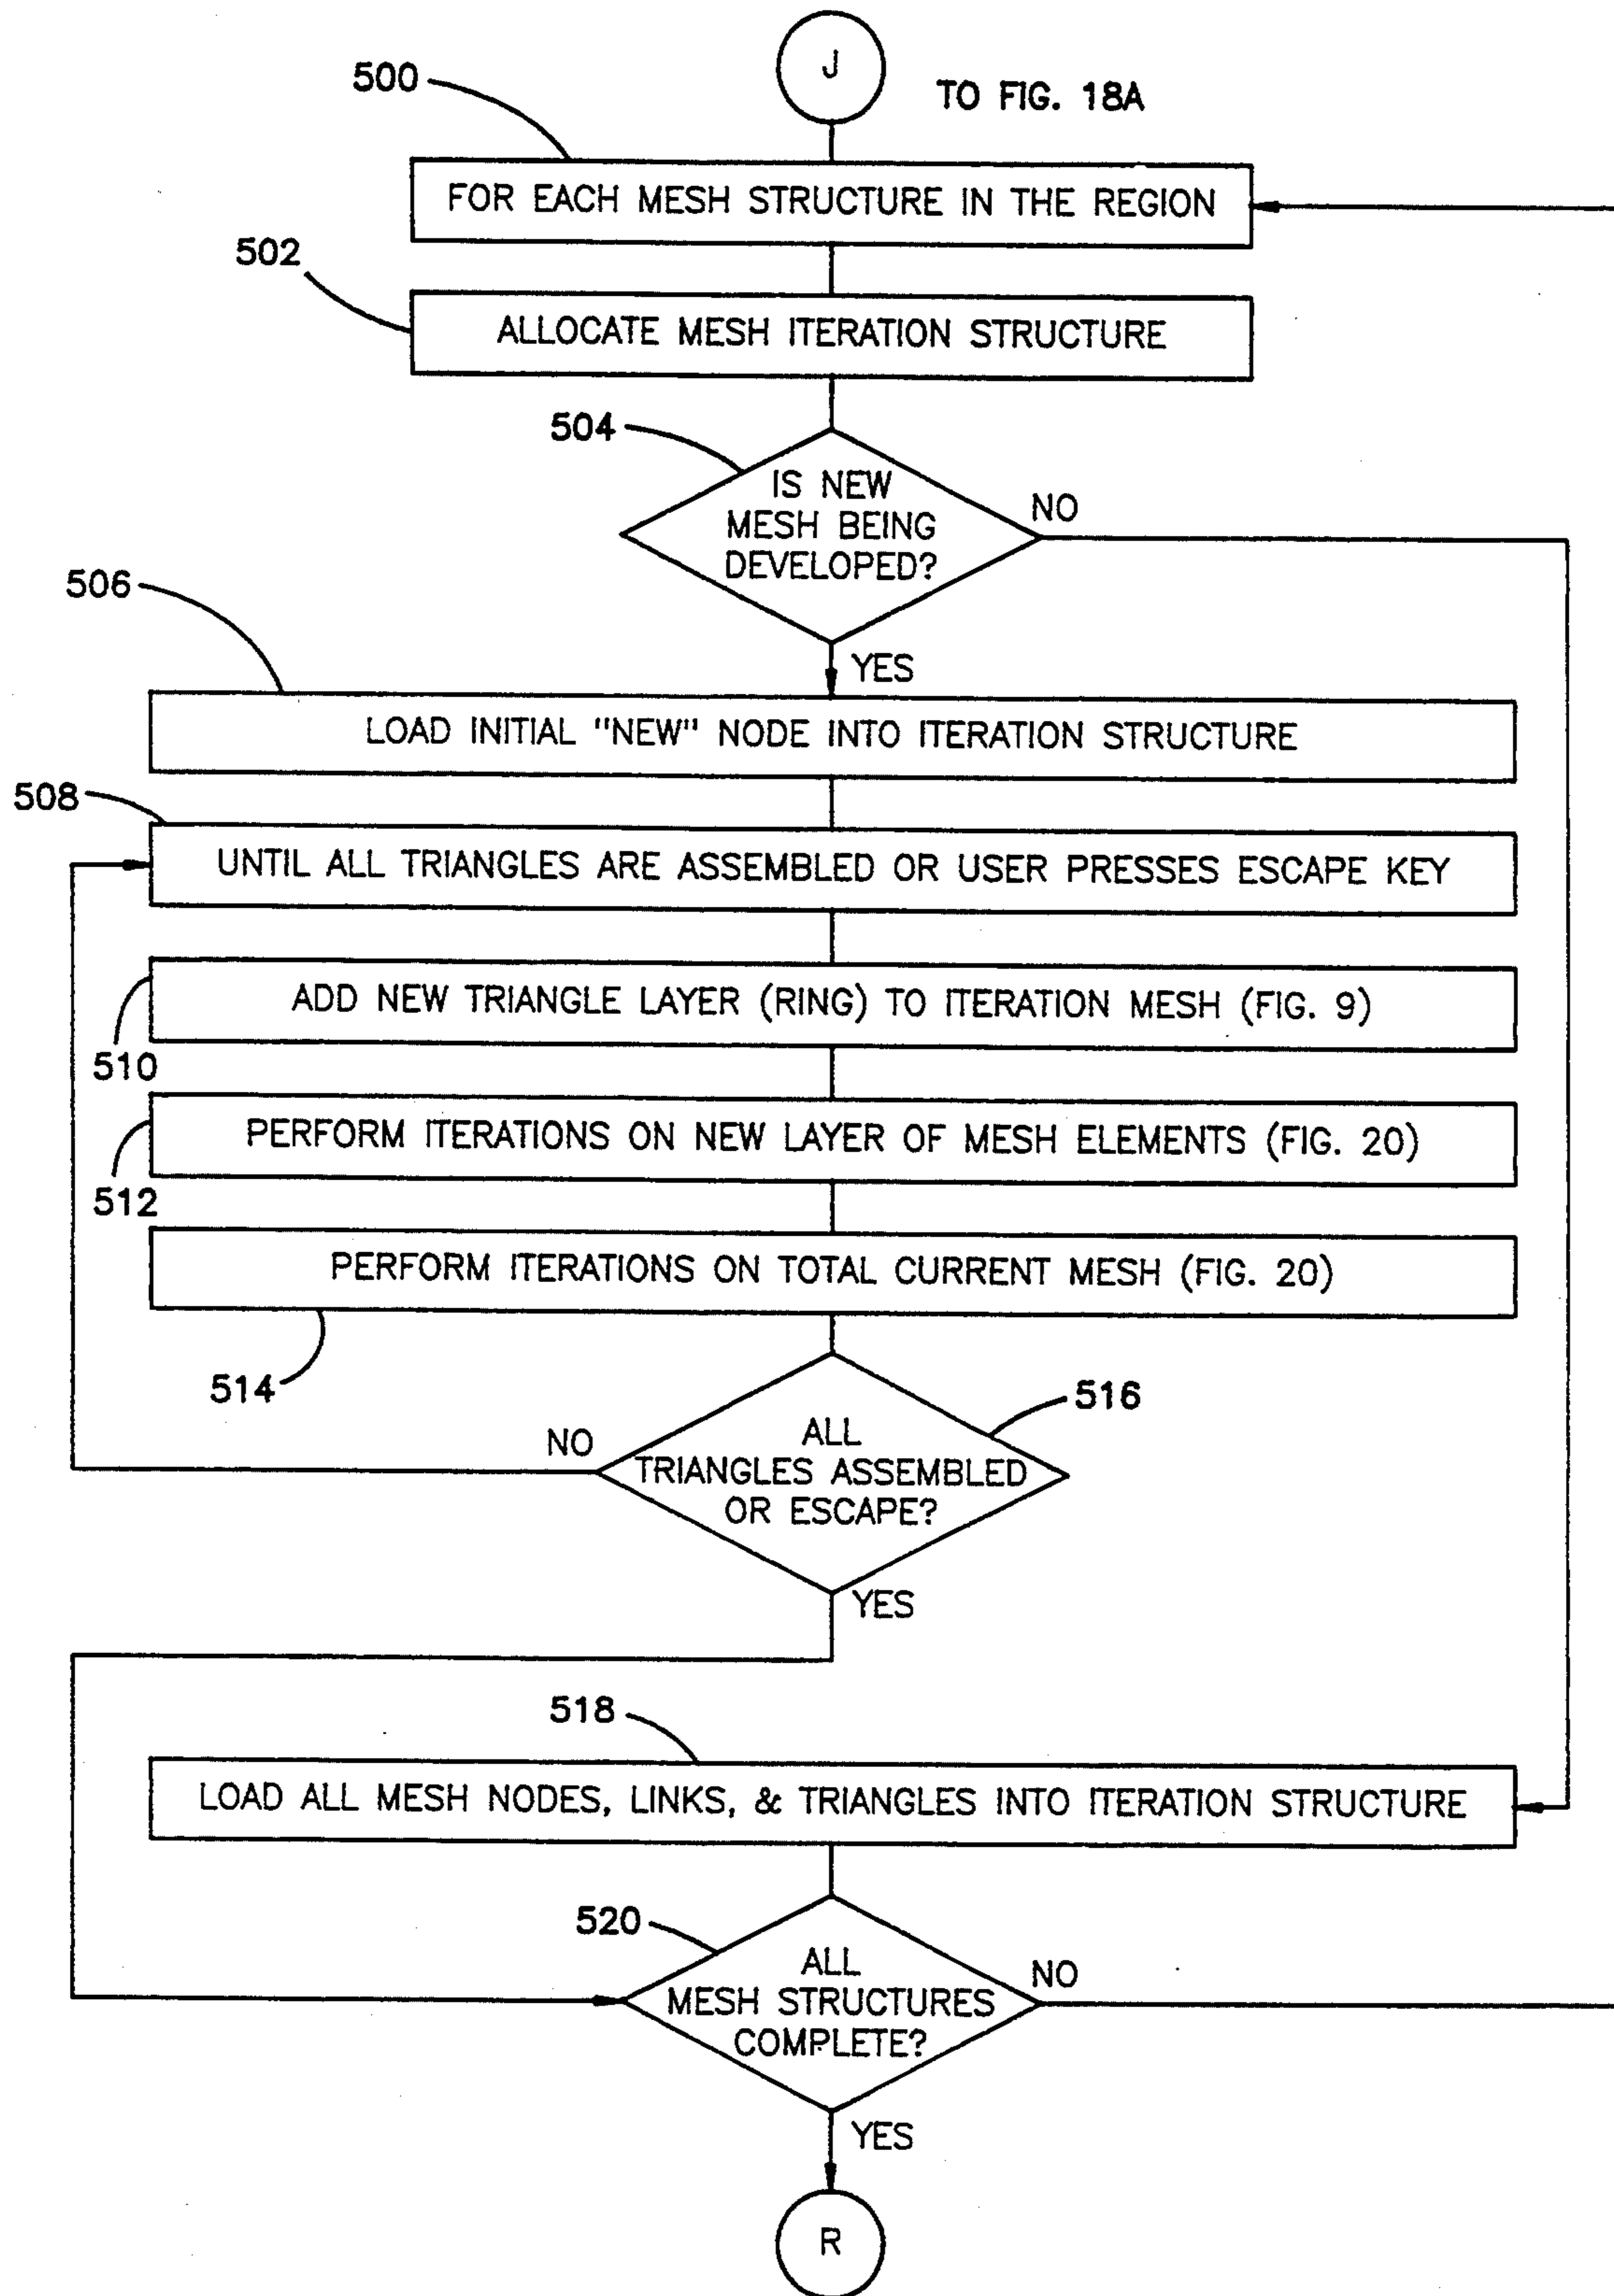 J
TO FIG. 18A
500
FOR EACH MESH STRUCTURE IN THE REGION
502
ALLOCATE MESH ITERATION STRUCTURE
504
IS NEW
MESH BEING
DEVELOPED?
NO
YES
506
LOAD INITIAL "NEW" NODE INTO ITERATION STRUCTURE
508
UNTIL ALL TRIANGLES ARE ASSEMBLED OR USER PRESSES ESCAPE KEY
ADD NEW TRIANGLE LAYER (RING) TO ITERATION MESH (FIG. 9)
510
PERFORM ITERATIONS ON NEW LAYER OF MESH ELEMENTS (FIG. 20)
512
PERFORM ITERATIONS ON TOTAL CURRENT MESH (FIG. 20)
514
516
NO
ALL
TRIANGLES ASSEMBLED
OR ESCAPE?
YES
518
LOAD ALL MESH NODES, LINKS, & TRIANGLES INTO ITERATION STRUCTURE
520
ALL
MESH STRUCTURES
COMPLETE?
NO
YES
R